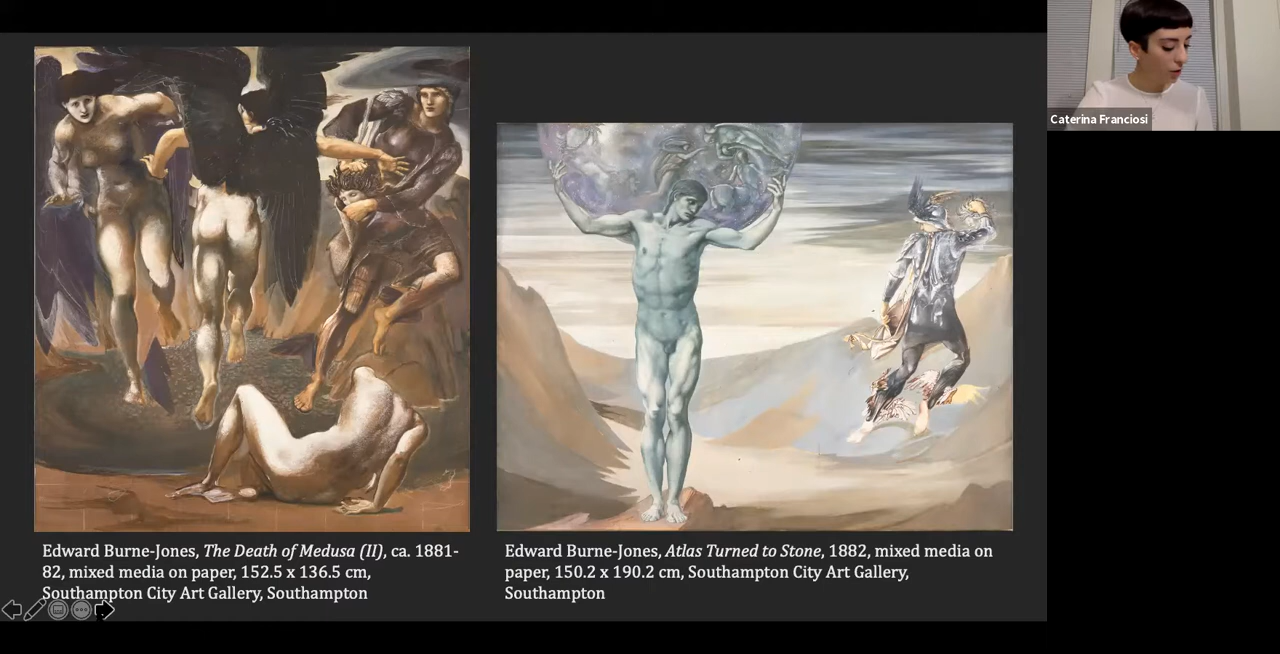 Caterina Franciosi
Edward Burne-Jones, The Death of Medusa (II), ca. 1881-
82, mixed media on paper, 152.5 x 136.5 cm,
Southampton City Art Gallery, Southampton
Edward Burne-Jones, Atlas Turned to Stone, 1882, mixed media on
paper, 150.2 x 190.2 cm, Southampton City Art Gallery,
Southampton